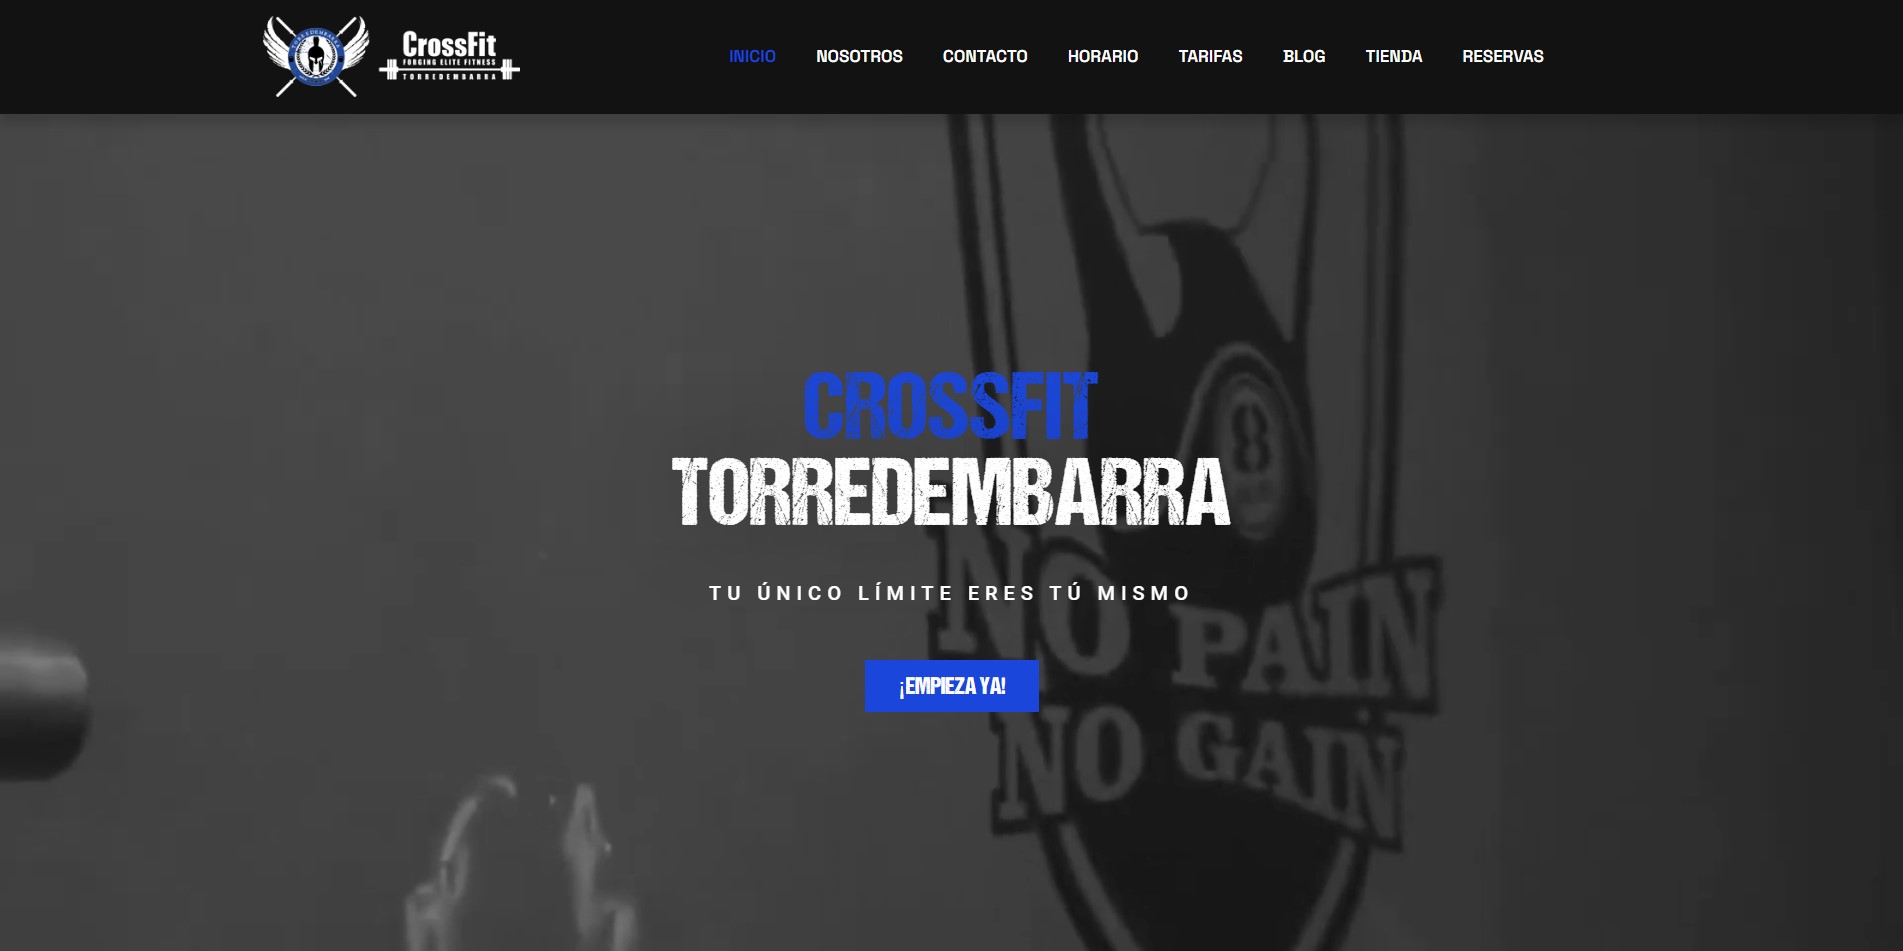 CrossFit
FORGING ELITE FITNESS
TORREDEMBARRA
INICIO NOSOTROS CONTACTO HORARIO TARIFAS BLOG TIENDA RESERVAS
CROSSFIT
TORREDEMBARRA
TU ÚNICO LÍMITE ERES TÚ MISMO
¡EMPIEZA YA!
8
NO PAIN
NO GAIN